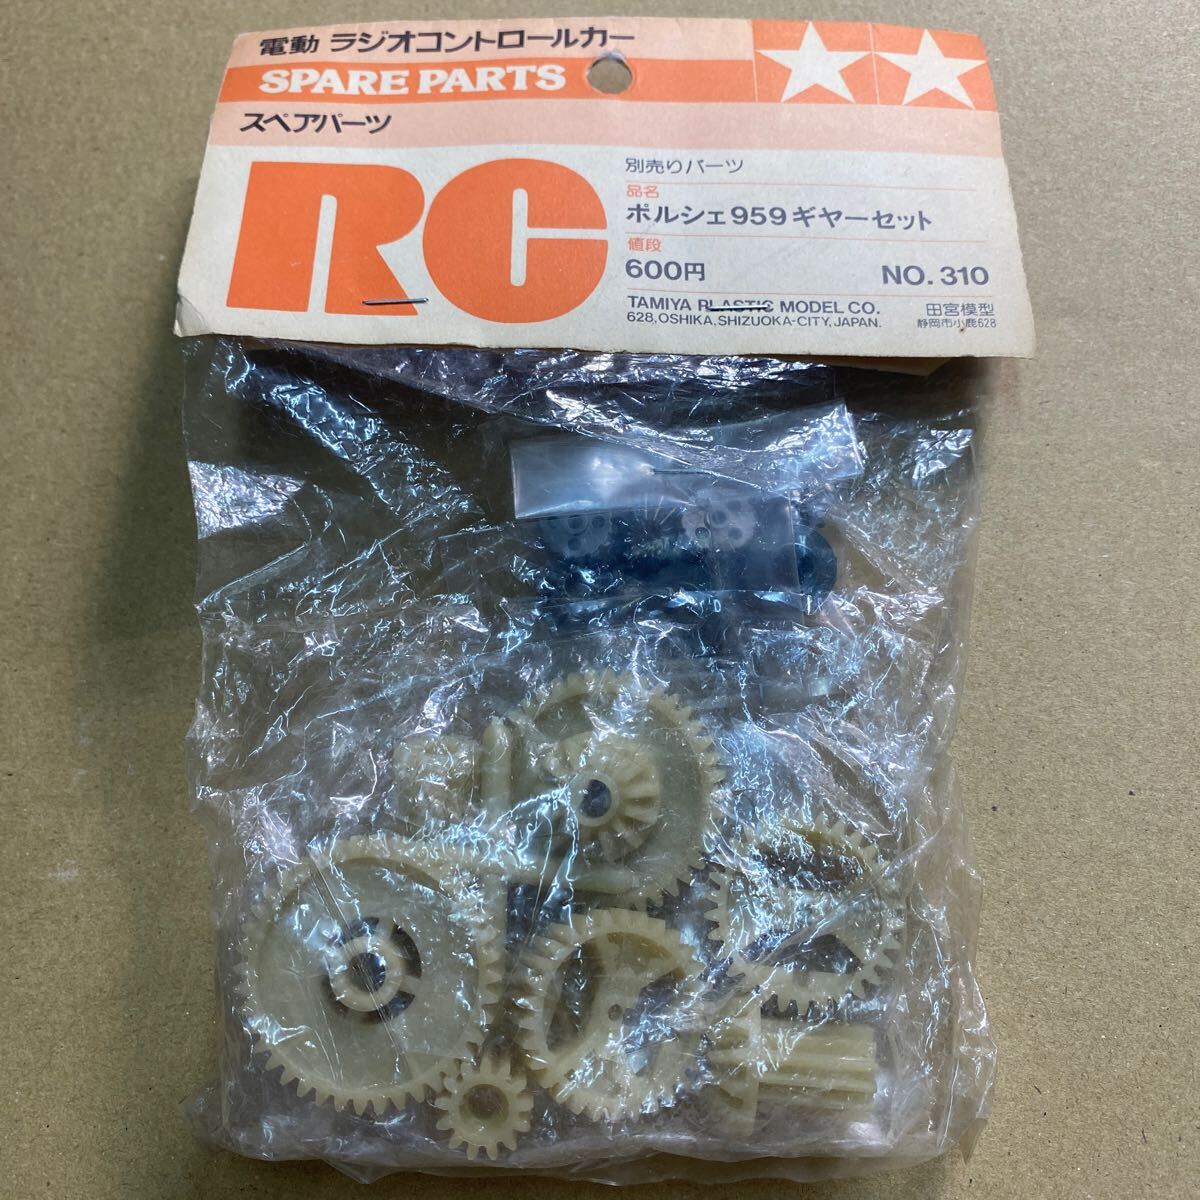 電動 ラジオコントロールカー
SPARE PARTS
スペアパーツ
RC
別売りパーツ
品名
ポルシェ959ギヤーセット
値段
600円 NO.310
TAMIYA PLASTIC MODEL CO.
628, OSHIKA, SHIZUOKA-CITY, JAPAN.
田宮模型
静岡市小鹿628